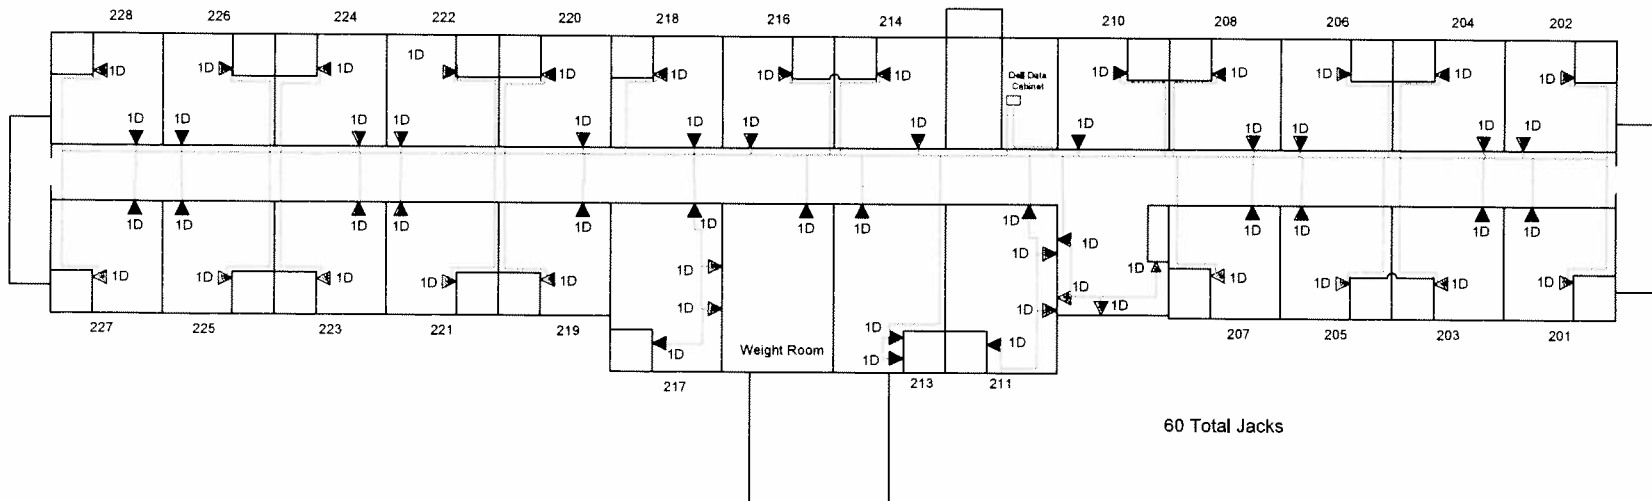 228 226 224 222 220 218 216 214 210 208 206 204 202
1D
1D 1D 1D 1D 1D 1D 1D 1D 1D 1D 1D 1D
Dell Data
Cabinet
1D 1D 1D 1D 1D 1D 1D 1D 1D 1D 1D 1D 1D
1D 1D 1D 1D 1D 1D 1D 1D 1D 1D 1D 1D 1D 1D
1D 1D
1D 1D
1D 1D 1D 1D 1D 1D 1D 1D 1D 1D
1D
1D 1D 1D
227 225 223 221 219 207 205 203 201
1D
1D Weight Room 1D 1D
217 213 211
60 Total Jacks